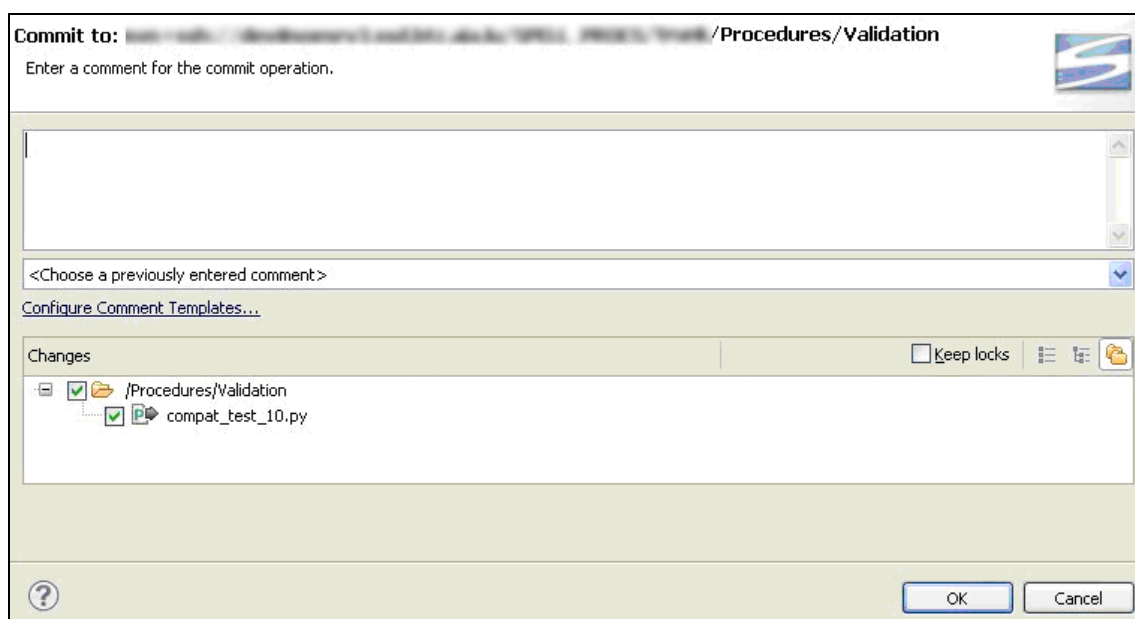 Commit to: /Procedures/Validation
Enter a comment for the commit operation.
<Choose a previously entered comment>
Configure Comment Templates...
Changes
Keep locks
/Procedures/Validation
compat_test_10.py
OK
Cancel